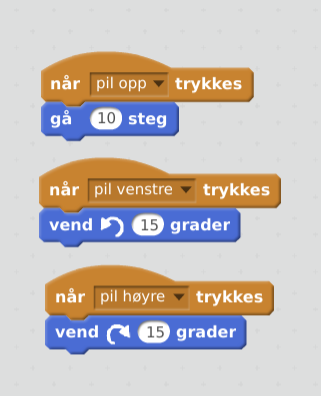 når pil opp trykkes
gå 10 steg
når pil venstre trykkes
vend 15 grader
når pil høyre trykkes
vend 15 grader